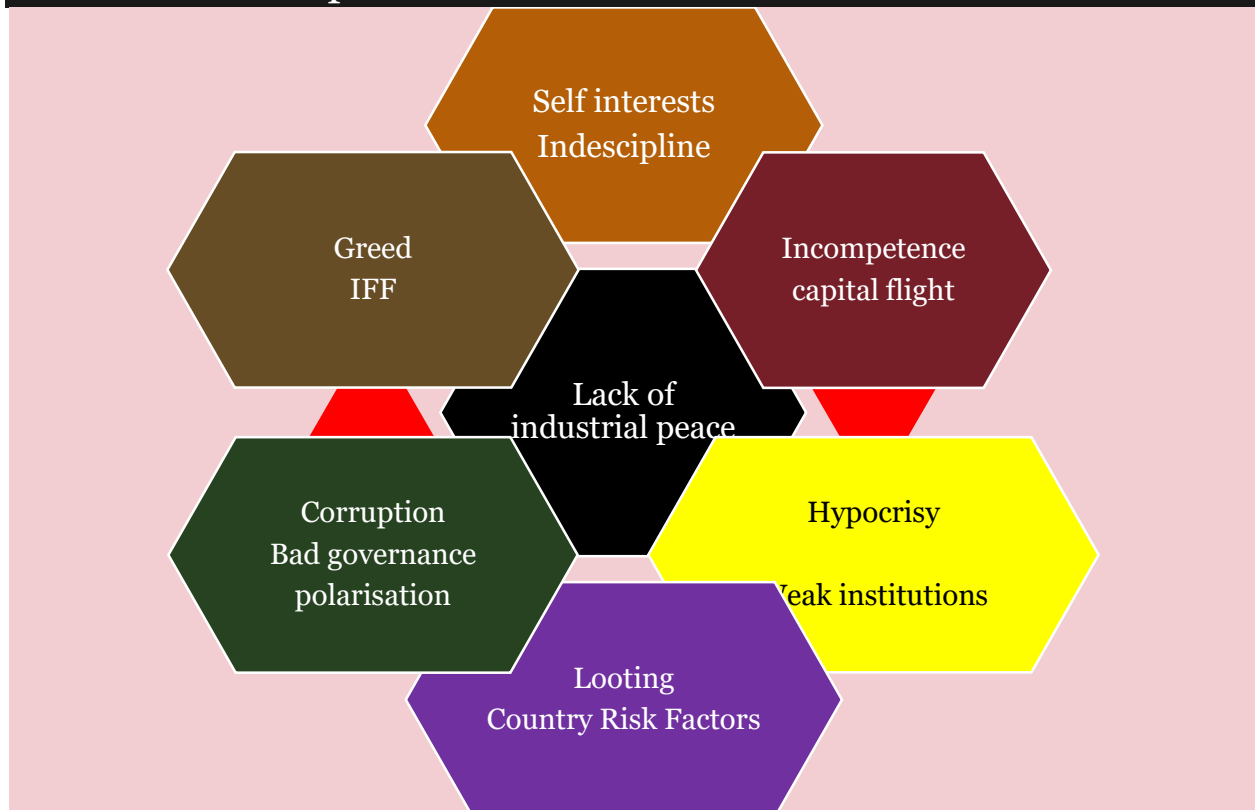 Self interests
Indescipline
Greed
IFF
Incompetence
capital flight
Lack of
industrial peace
Corruption
Bad governance
polarisation
Hypocrisy
institutions
Looting
Country Risk Factors